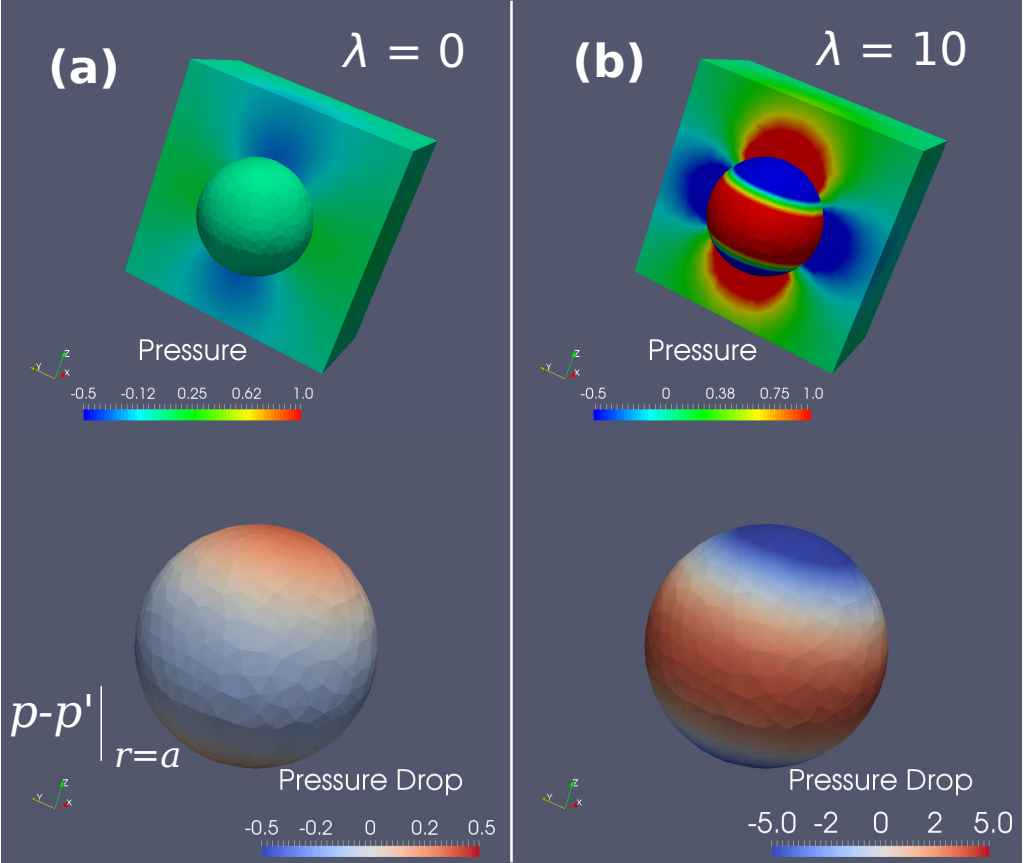 (a)
λ = 0
Pressure
Z
Y
X
-0.5 -0.12 0.25 0.62 1.0
p-p'|
r=a
Z
Y
X
Pressure Drop
-0.5 -0.2 0 0.2 0.5
(b)
λ = 10
Pressure
Z
Y
X
-0.5 0 0.38 0.75 1.0
Z
Y
X
Pressure Drop
-5.0 -2 0 2 5.0